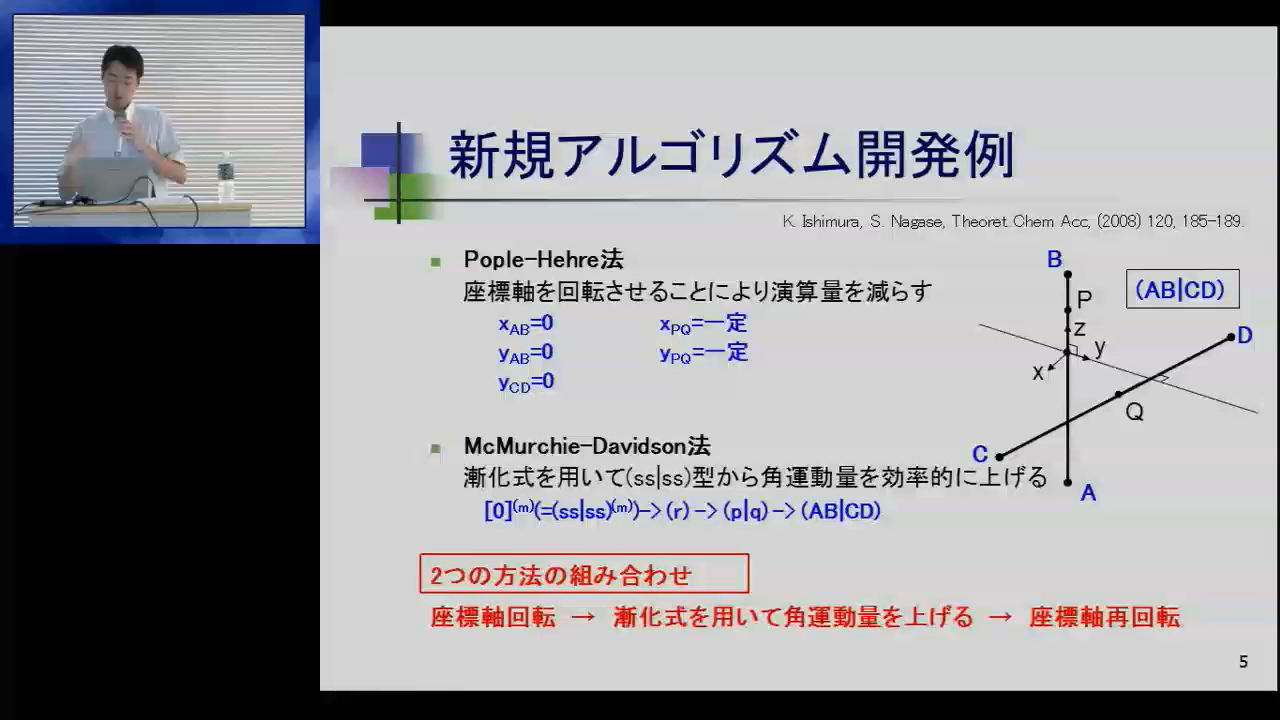 新規アルゴリズム開発例
K. Ishimura, S. Nagase, Theoret. Chem Acc, (2008) 120, 185-189.
Pople-Hehre法
座標軸を回転させることにより演算量を減らす
xAB=0 xPQ=一定
yAB=0 yPQ=一定
yCD=0
B
(AB|CD)
P
z
y
x
D
Q
C
A
McMurchie-Davidson法
漸化式を用いて(ss|ss)型から角運動量を効率的に上げる
[0](m)(=(ss|ss)(m))->(r)->(p|q)->(AB|CD)
2つの方法の組み合わせ
座標軸回転 → 漸化式を用いて角運動量を上げる → 座標軸再回転
5